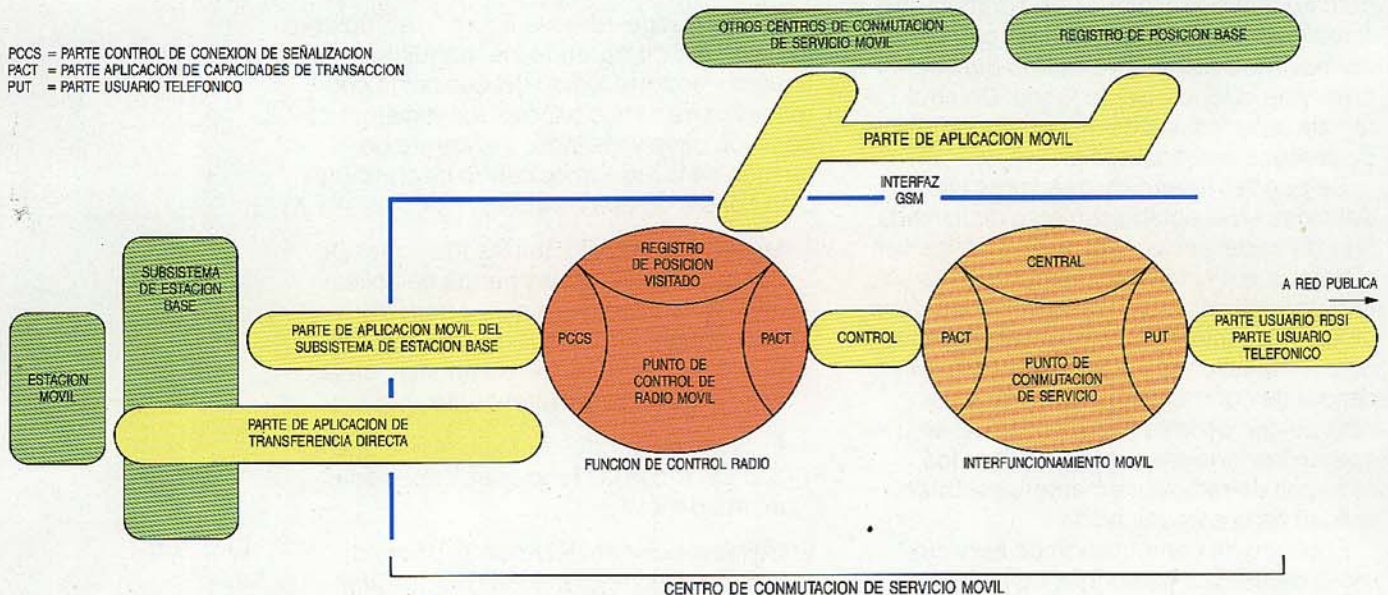 PCCS = PARTE CONTROL DE CONEXION DE SEÑALIZACION
PACT = PARTE APLICACION DE CAPACIDADES DE TRANSACCION
PUT = PARTE USUARIO TELEFONICO
OTROS CENTROS DE CONMUTACION
DE SERVICIO MOVIL
REGISTRO DE POSICION BASE
PARTE DE APLICACION MOVIL
INTERFAZ
GSM
SUBSISTEMA
DE ESTACION
BASE
ESTACION
MOVIL
PARTE DE APLICACION MOVIL DEL
SUBSISTEMA DE ESTACION BASE
PARTE DE APLICACION DE
TRANSFERENCIA DIRECTA
REGISTRO
DE POSICION
VISITADO
PCCS
PACT
PUNTO DE
CONTROL DE
RADIO MOVIL
FUNCION DE CONTROL RADIO
CONTROL
CENTRAL
PACT
PUT
PUNTO DE
CONMUTACION
DE SERVICIO
INTERFUNCIONAMIENTO MOVIL
A RED PUBLICA
PARTE USUARIO RDSI
PARTE USUARIO
TELEFONICO
CENTRO DE CONMUTACION DE SERVICIO MOVIL